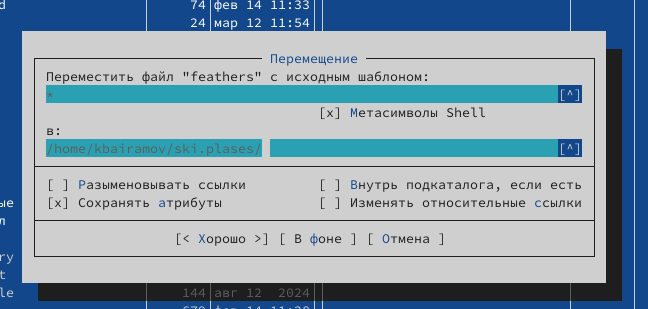 d 74 фев 14 11:33
24 мар 12 11:54
Перемещение
Переместить файл "feathers" с исходным шаблоном:
* [^]
[x] Метасимволы Shell
в:
/home/kbairamov/ski.plases/ [^]
[ ] Разыменовывать ссылки [ ] Внутрь подкаталога, если есть
[x] Сохранять атрибуты [ ] Изменять относительные ссылки
ые
л
[< Хорошо >] [ В фоне ] [ Отмена ]
ry
t
le 144 авг 12 2024